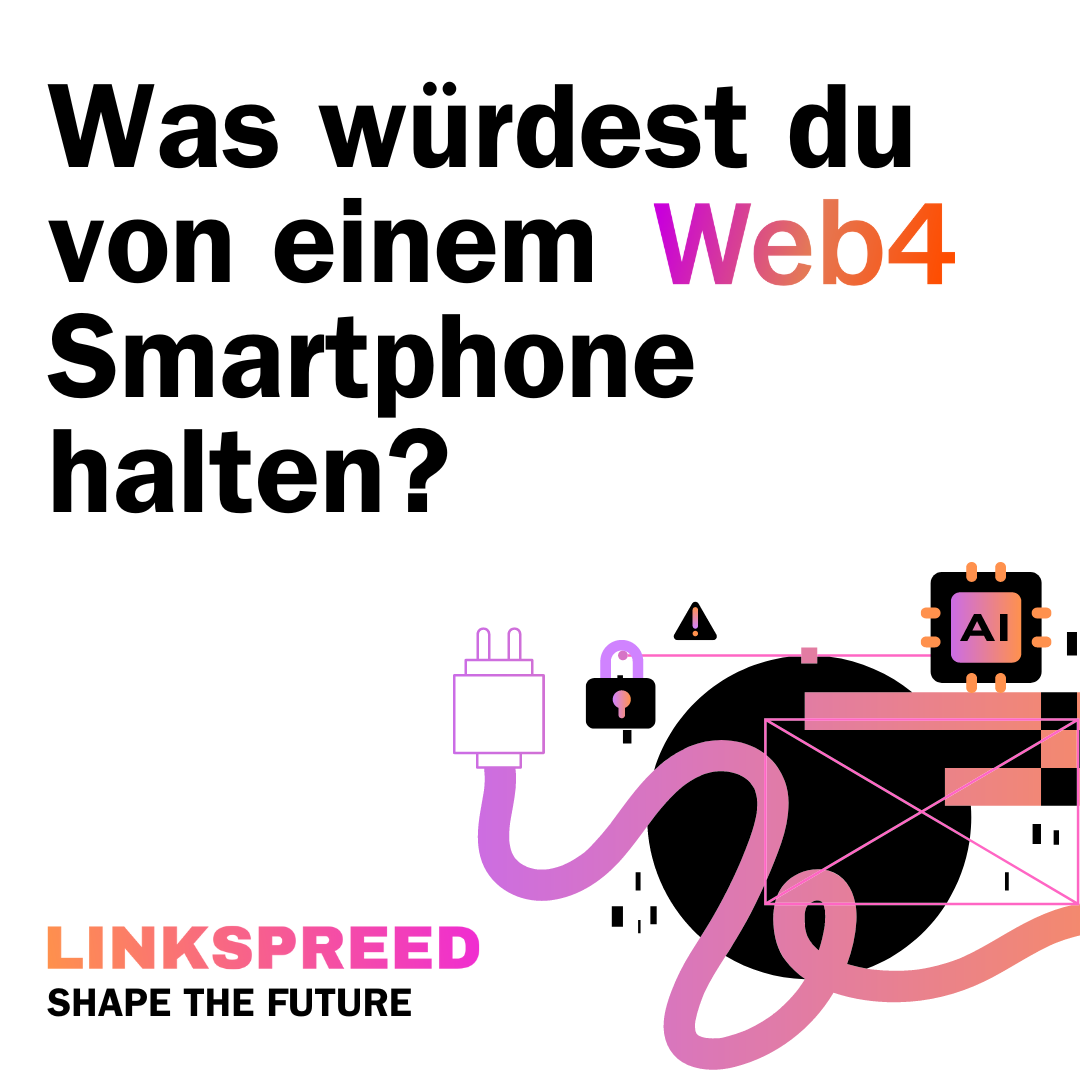 Was würdest du
von einem Web4
Smartphone
halten?
AI
LINKSPREED
SHAPE THE FUTURE